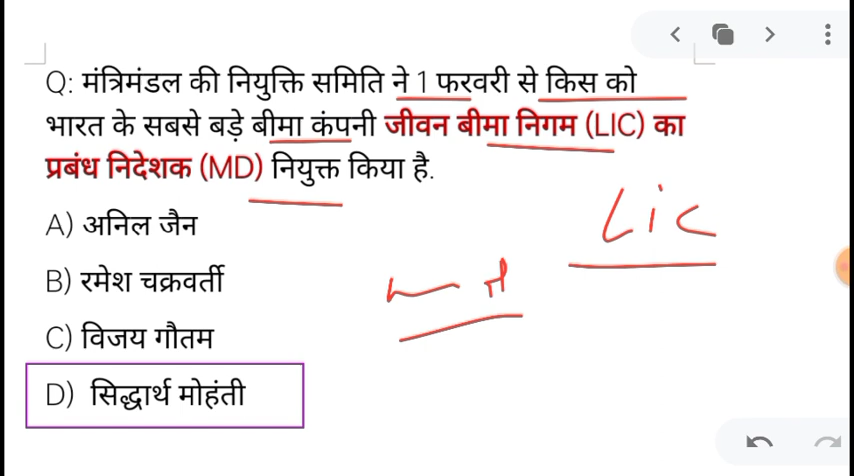 Q: मंत्रिमंडल की नियुक्ति समिति ने 1 फरवरी से किस को
भारत के सबसे बड़े बीमा कंपनी जीवन बीमा निगम (LIC) का
प्रबंध निदेशक (MD) नियुक्त किया है.
A) अनिल जैन
Lic
B) रमेश चक्रवर्ती
C) विजय गौतम
D) सिद्धार्थ मोहंती